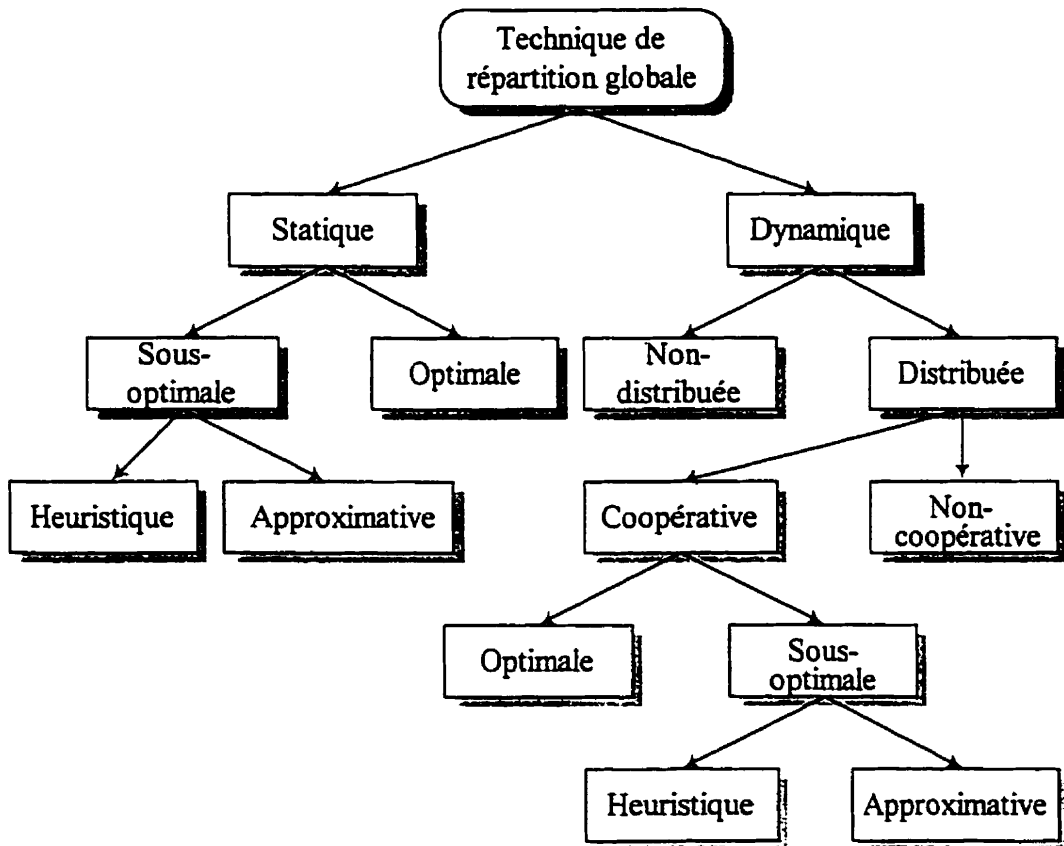 Technique de
répartition globale
Statique
Dynamique
Sous-
optimale
Optimale
Non-
distribuée
Distribuée
Heuristique
Approximative
Coopérative
Non-
coopérative
Optimale
Sous-
optimale
Heuristique
Approximative